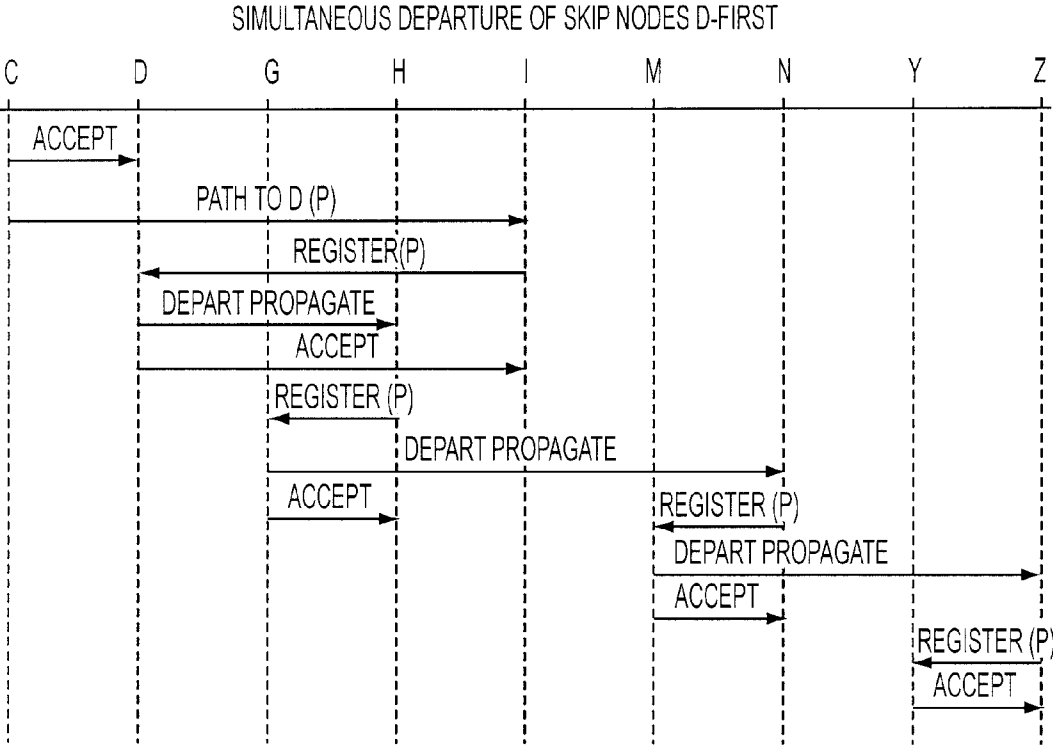 SIMULTANEOUS DEPARTURE OF SKIP NODES D-FIRST
C D G H I M N Y Z
ACCEPT
PATH TO D (P)
REGISTER(P)
DEPART PROPAGATE
ACCEPT
REGISTER (P)
DEPART PROPAGATE
ACCEPT
REGISTER (P)
DEPART PROPAGATE
ACCEPT
REGISTER (P)
ACCEPT